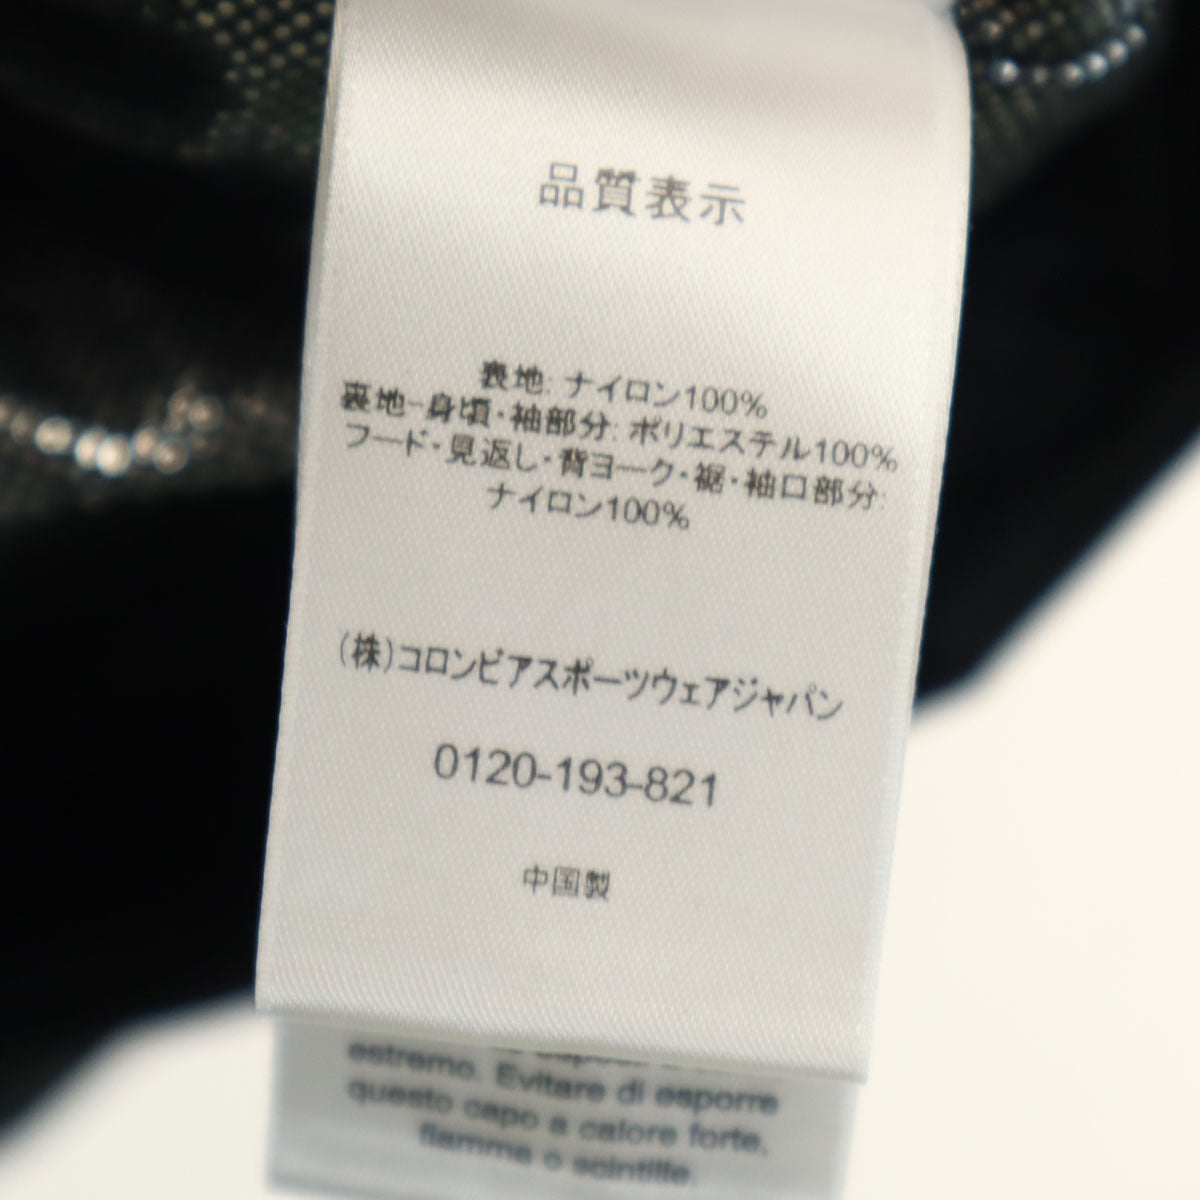 品質表示
表地: ナイロン100%
裏地-身頃・袖部分: ポリエステル100%
フード・見返し・背ヨーク・裾・袖口部分:
ナイロン100%
(株)コロンビアスポーツウェアジャパン
0120-193-821
中国製
estremo. Evitare di esporre
questo capo a calore forte,
fiamma o scintille.